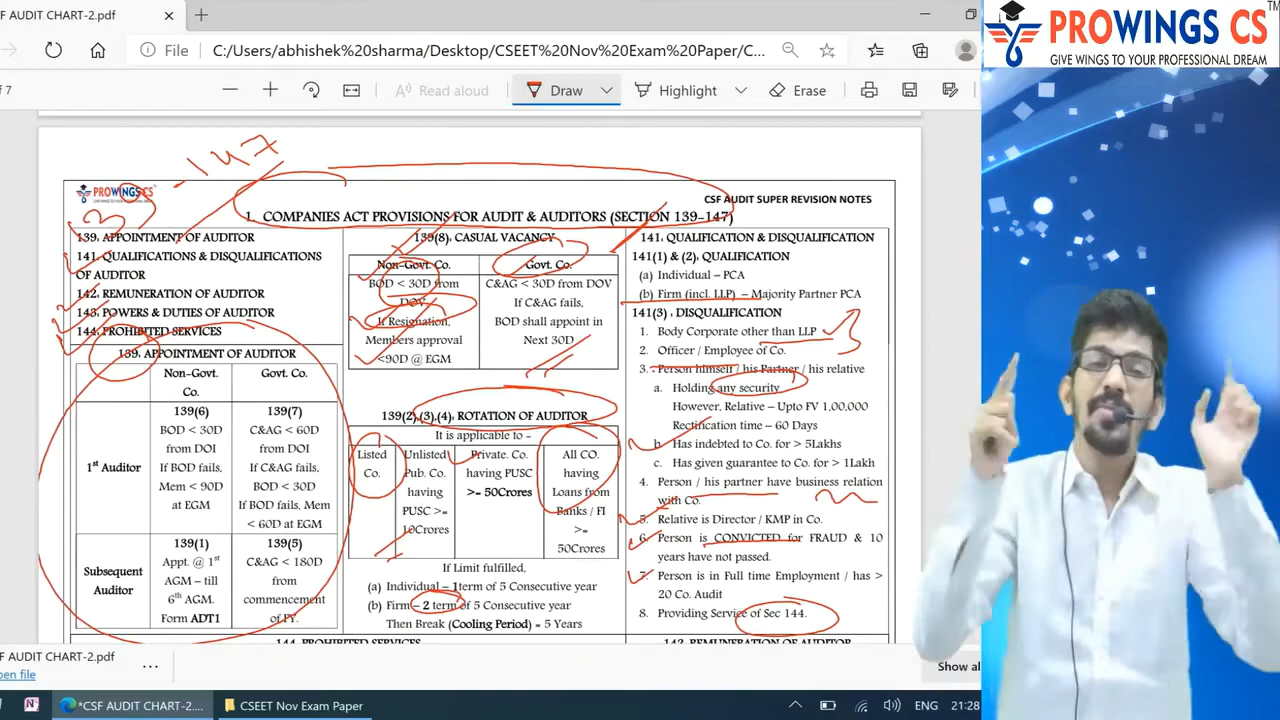 F AUDIT CHART-2.pdf
File
C:/Users/abhishek%20sharma/Desktop/CSEET%20Nov%20Exam%20Paper/C...
of 7
Read aloud
Draw
Highlight
Erase
PROWINGS CS TM
GIVE WINGS TO YOUR PROFESSIONAL DREAM
139-147
PROWINGS CS
CSF AUDIT SUPER REVISION NOTES
1. COMPANIES ACT PROVISIONS FOR AUDIT & AUDITORS (SECTION 139-147)
139. APPOINTMENT OF AUDITOR
141. QUALIFICATIONS & DISQUALIFICATIONS
OF AUDITOR
142. REMUNERATION OF AUDITOR
143. POWERS & DUTIES OF AUDITOR
144. PROHIBITED SERVICES
139. APPOINTMENT OF AUDITOR
Non-Govt. Co.
Govt. Co.
1st Auditor
139(6)
BOD < 30D
from DOI
If BOD fails,
Mem < 90D
at EGM
139(7)
C&AG < 60D
from DOI
If C&AG fails,
BOD < 30D
If BOD fails, Mem
< 60D at EGM
Subsequent
Auditor
139(1)
Appt. @ 1st
AGM – till
6th AGM.
Form ADT1
139(5)
C&AG < 180D
from
commencement
of FY.
139(8). CASUAL VACANCY
Non-Govt. Co.
Govt. Co.
BOD < 30D from
DOV
If Resignation,
Members approval
<90D @ EGM
C&AG < 30D from DOV
If C&AG fails,
BOD shall appoint in
Next 30D
139(2).(3).(4). ROTATION OF AUDITOR
It is applicable to –
Listed
Co.
Unlisted
Pub. Co.
having
PUSC >=
10Crores
Private. Co.
having PUSC
>= 50Crores
All CO.
having
Loans from
Banks / FI
>=
50Crores
If Limit fulfilled,
(a) Individual – 1term of 5 Consecutive year
(b) Firm – 2 term of 5 Consecutive year
Then Break (Cooling Period) = 5 Years
141. QUALIFICATION & DISQUALIFICATION
141(1) & (2). QUALIFICATION
(a) Individual – PCA
(b) Firm (incl. LLP) – Majority Partner PCA
141(3) . DISQUALIFICATION
1. Body Corporate other than LLP
2. Officer / Employee of Co.
3. Person himself / his Partner / his relative
a. Holding any security
However, Relative – Upto FV 1,00,000
Rectification time – 60 Days
b. Has indebted to Co. for > 5Lakhs
c. Has given guarantee to Co. for > 1Lakh
4. Person / his partner have business relation
with Co.
5. Relative is Director / KMP in Co.
6. Person is CONVICTED for FRAUD & 10
years have not passed.
7. Person is in Full time Employment / has >
20 Co. Audit
8. Providing Service of Sec 144.
144. PROHIBITED SERVICES
142. REMUNERATION OF AUDITOR
F AUDIT CHART-2.pdf
pen file
Show al
*CSF AUDIT CHART-2....
CSEET Nov Exam Paper
ENG
21:28